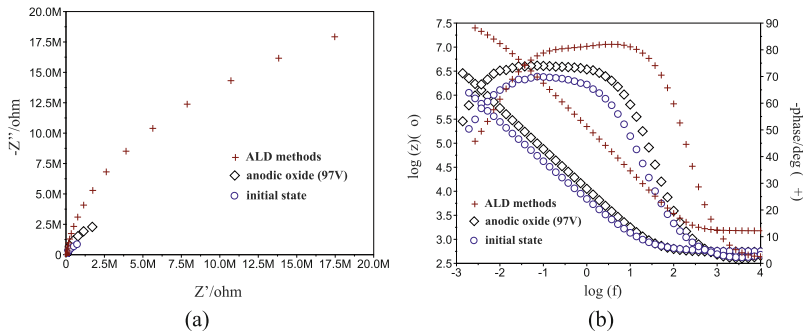 20.0M
17.5M
15.0M
12.5M
10.0M
7.5M
5.0M
2.5M
0
-Z''/ohm
ALD methods
anodic oxide (97V)
initial state
0 2.5M 5.0M 7.5M 10.0M 12.5M 15.0M 17.5M 20.0M
Z'/ohm
(a)
7.5
7.0
6.5
6.0
5.5
5.0
4.5
4.0
3.5
3.0
2.5
log (z)( o)
90
80
70
60
50
40
30
20
10
0
-phase/deg ( +)
ALD methods
anodic oxide (97V)
initial state
-3 -2 -1 0 1 2 3 4
log (f)
(b)